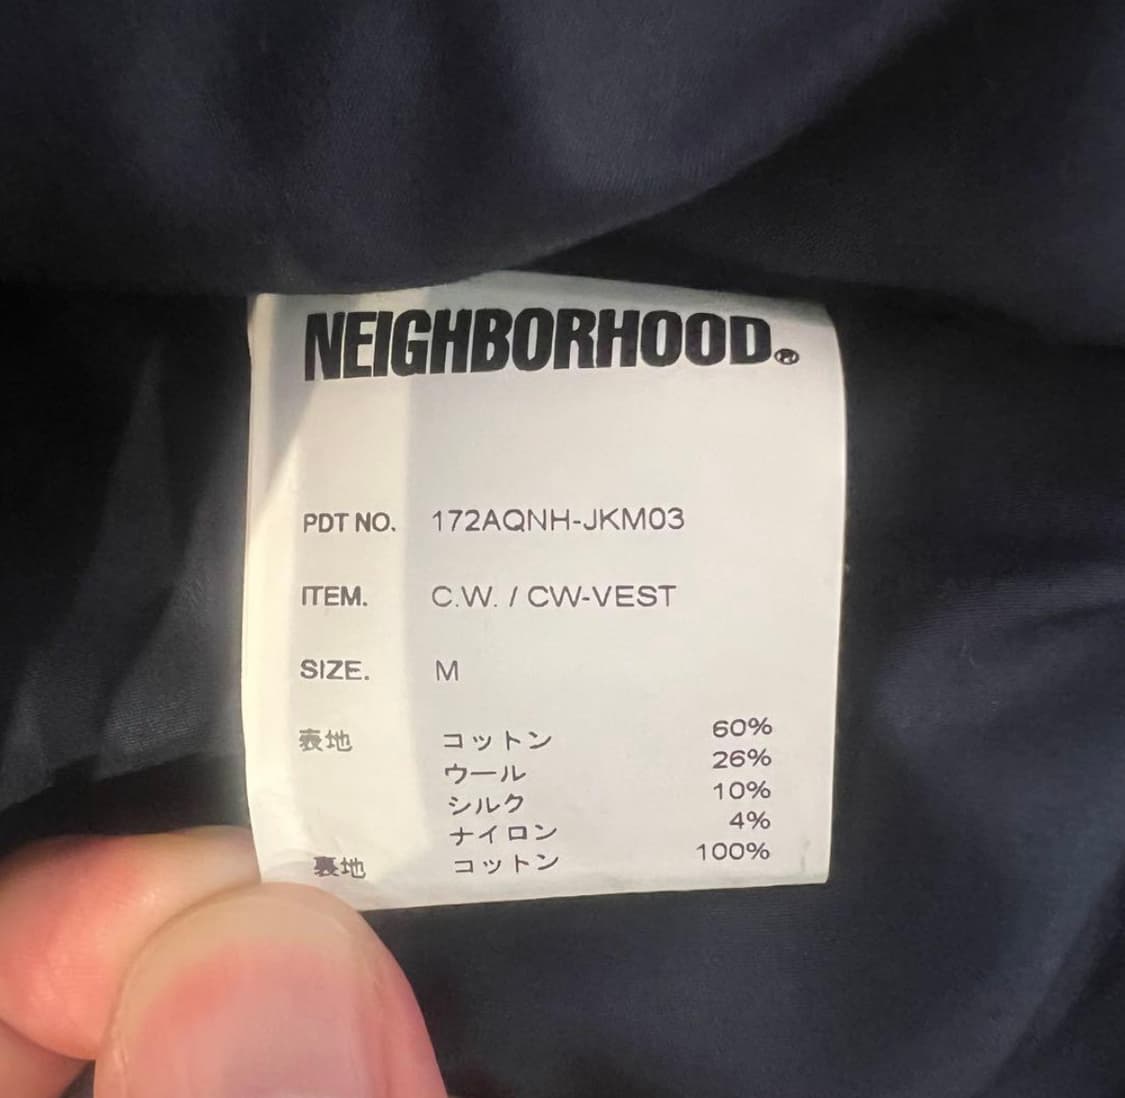 NEIGHBORHOOD.®
PDT NO. 172AQNH-JKM03
ITEM. C.W. / CW-VEST
SIZE. M
表地 コットン 60%
ウール 26%
シルク 10%
ナイロン 4%
裏地 コットン 100%